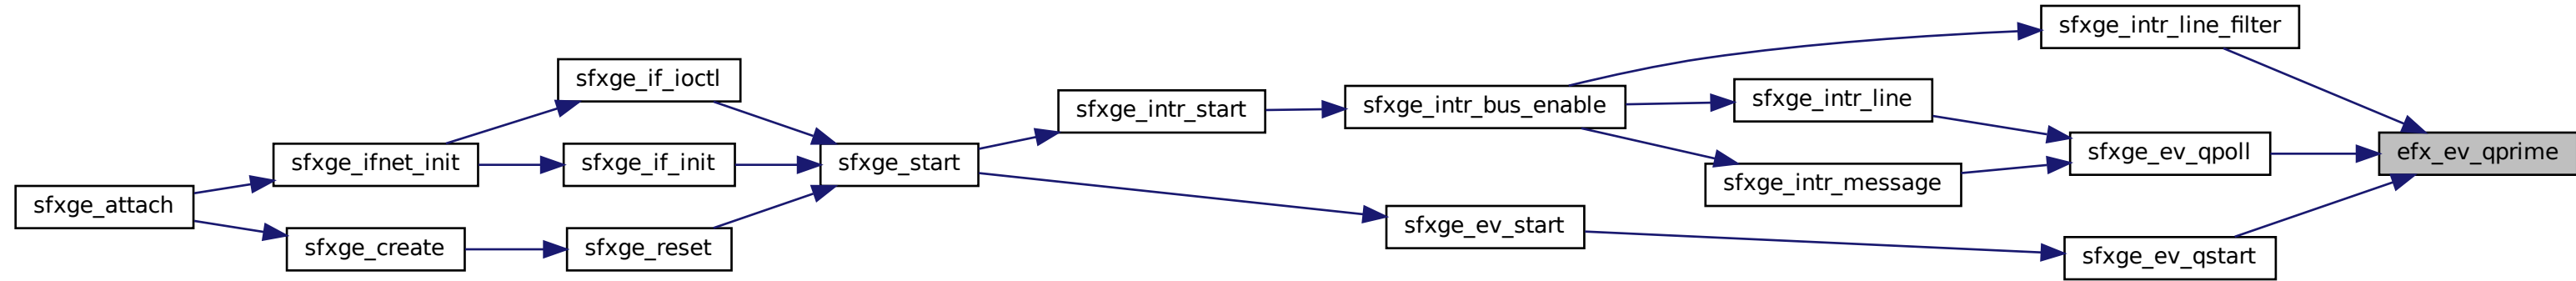 sfxge_attach
sfxge_ifnet_init
sfxge_create
sfxge_if_ioctl
sfxge_if_init
sfxge_reset
sfxge_start
sfxge_intr_start
sfxge_intr_bus_enable
sfxge_ev_start
sfxge_intr_line
sfxge_intr_message
sfxge_intr_line_filter
sfxge_ev_qpoll
sfxge_ev_qstart
efx_ev_qprime